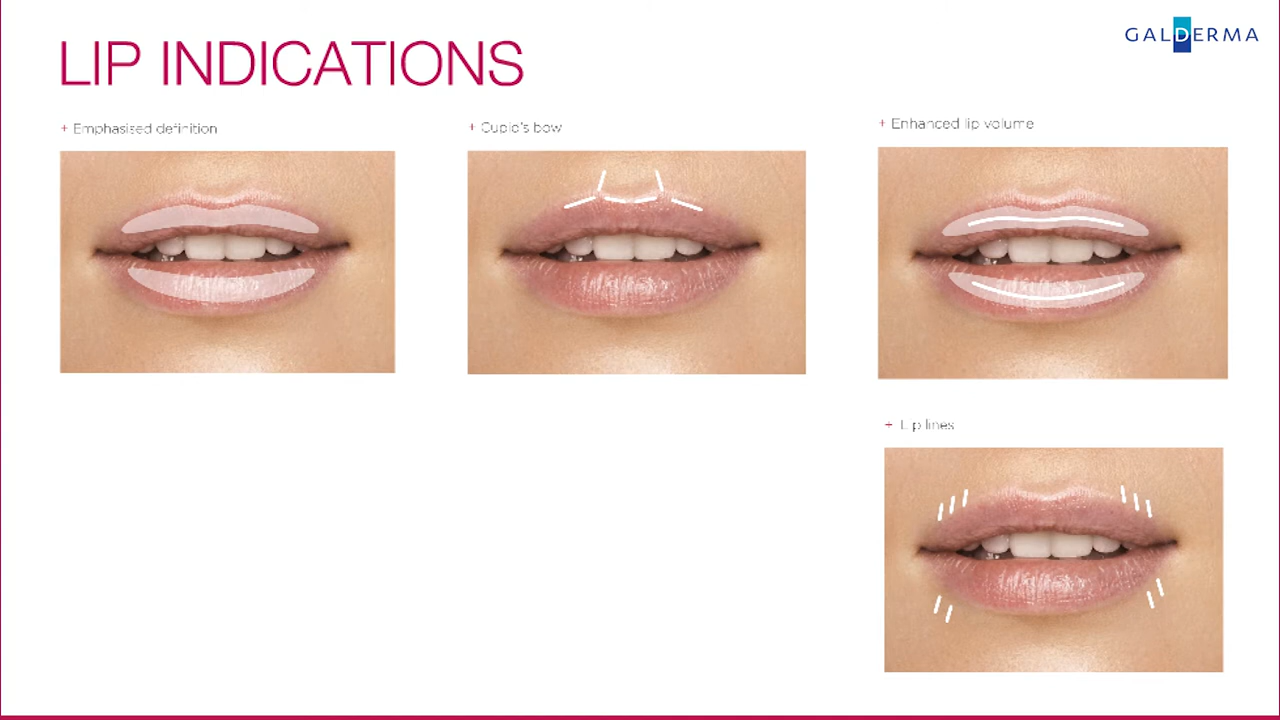 LIP INDICATIONS
GALDERMA
+ Emphasised definition
+ Cupid's bow
+ Enhanced lip volume
+ Lip lines